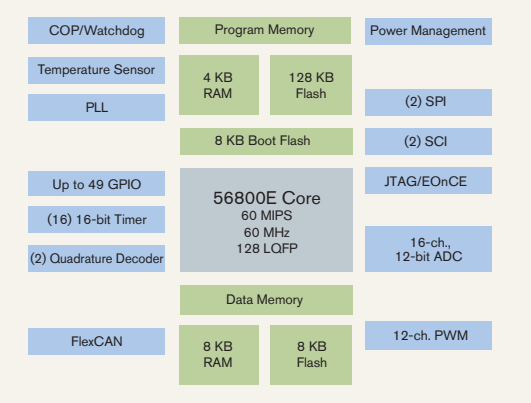 COP/Watchdog
Program Memory
Power Management
Temperature Sensor
4 KB
RAM
128 KB
Flash
PLL
(2) SPI
8 KB Boot Flash
(2) SCI
Up to 49 GPIO
56800E Core
60 MIPS
60 MHz
128 LQFP
JTAG/EOnCE
(16) 16-bit Timer
16-ch.,
12-bit ADC
(2) Quadrature Decoder
Data Memory
FlexCAN
8 KB
RAM
8 KB
Flash
12-ch. PWM